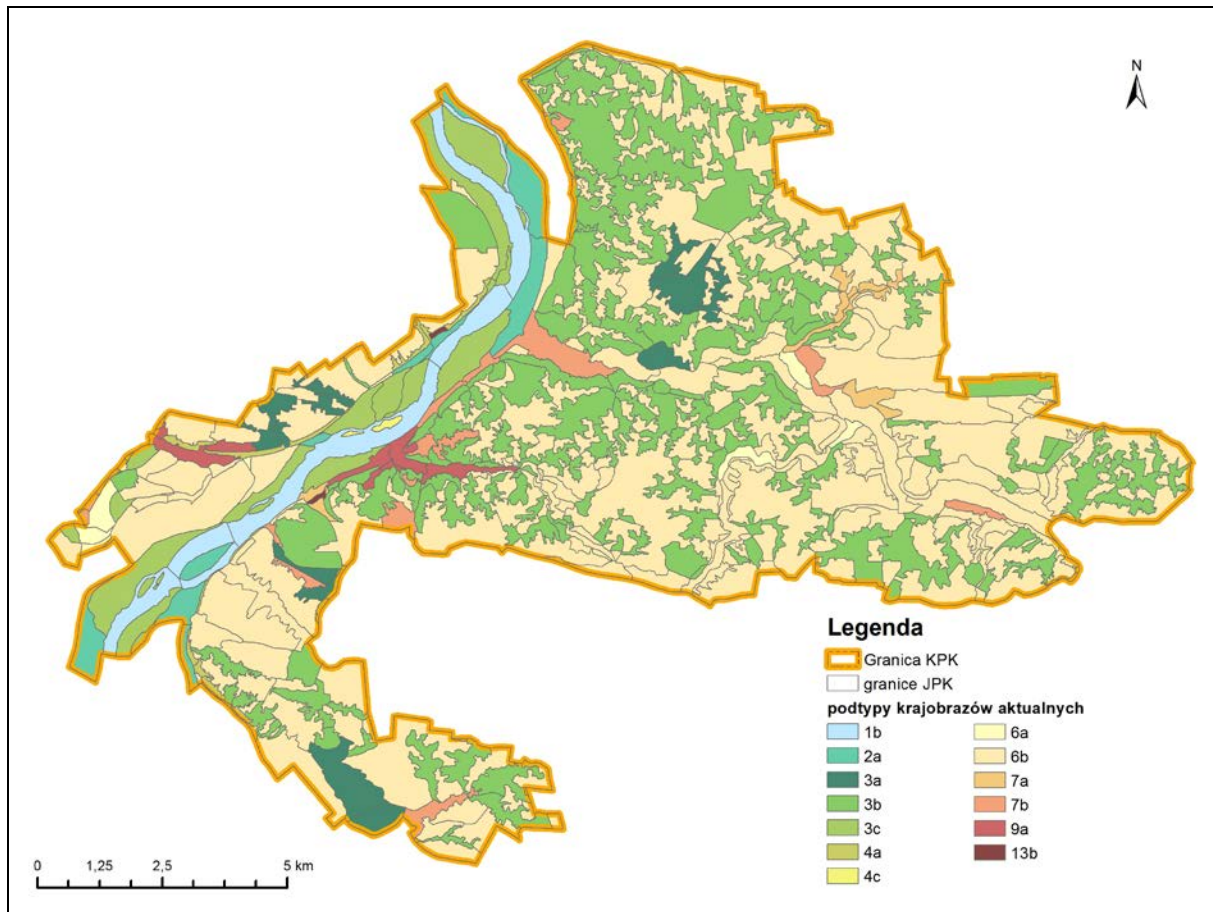 N
Legenda
Granica KPK
granice JPK
podtypy krajobrazów aktualnych
1b
2a
3a
3b
3c
4a
4c
6a
6b
7a
7b
9a
13b
0 1,25 2,5 5 km